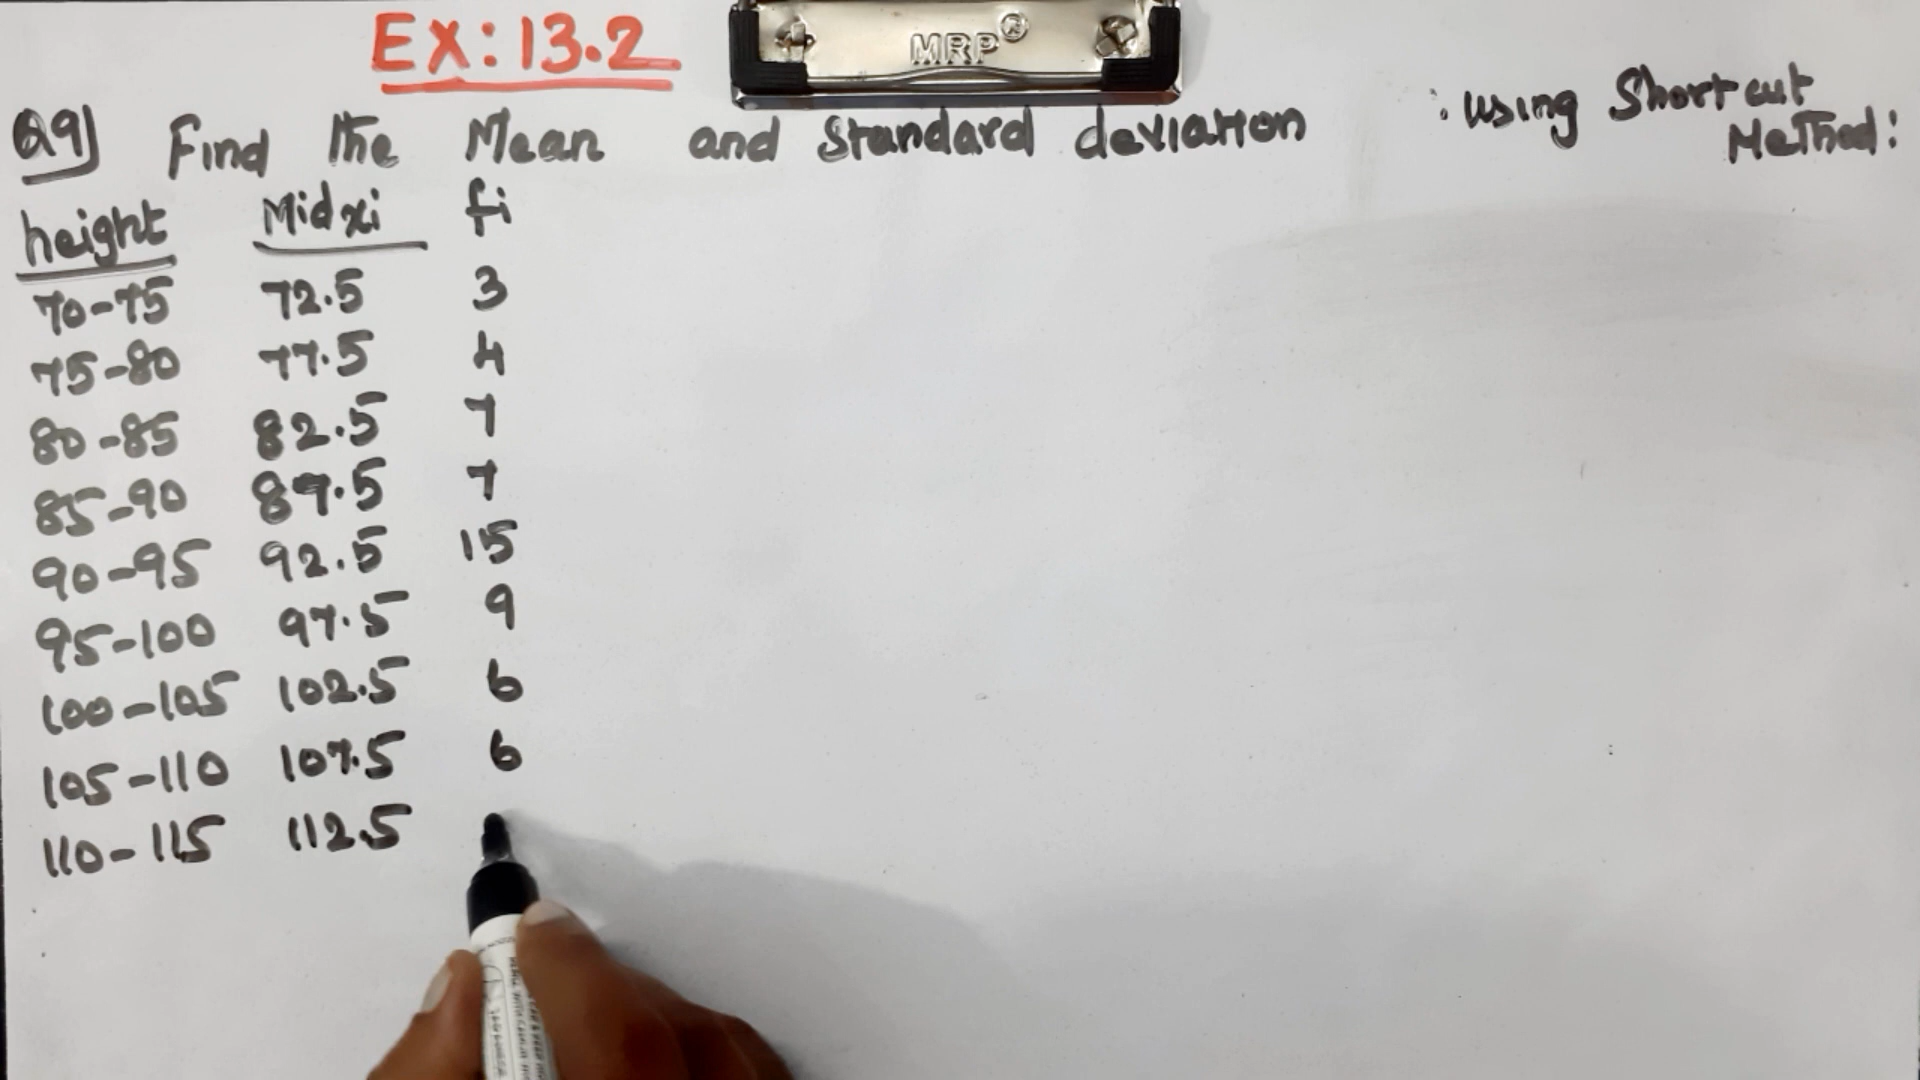 EX: 13.2
MRP®
Q9) Find the Mean and Standard deviation : using Shortcut Method:
height Mid xi fi
70-75 72.5 3
75-80 77.5 4
80-85 82.5 7
85-90 87.5 7
90-95 92.5 15
95-100 97.5 9
100-105 102.5 6
105-110 107.5 6
110-115 112.5